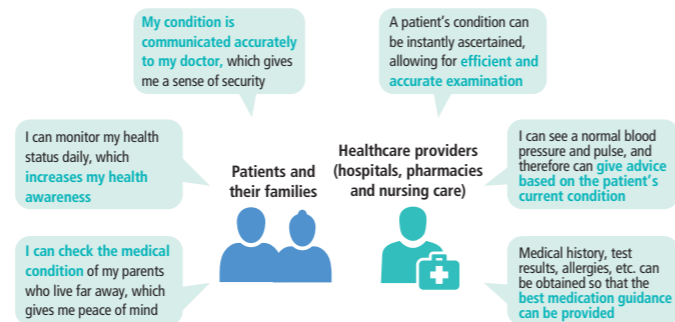 My condition is
communicated accurately
to my doctor, which gives
me a sense of security
A patient’s condition can
be instantly ascertained,
allowing for efficient and
accurate examination
I can monitor my health
status daily, which
increases my health
awareness
Patients and
their families
Healthcare providers
(hospitals, pharmacies
and nursing care)
I can see a normal blood
pressure and pulse, and
therefore can give advice
based on the patient’s
current condition
I can check the medical
condition of my parents
who live far away, which
gives me peace of mind
Medical history, test
results, allergies, etc. can
be obtained so that the
best medication guidance
can be provided